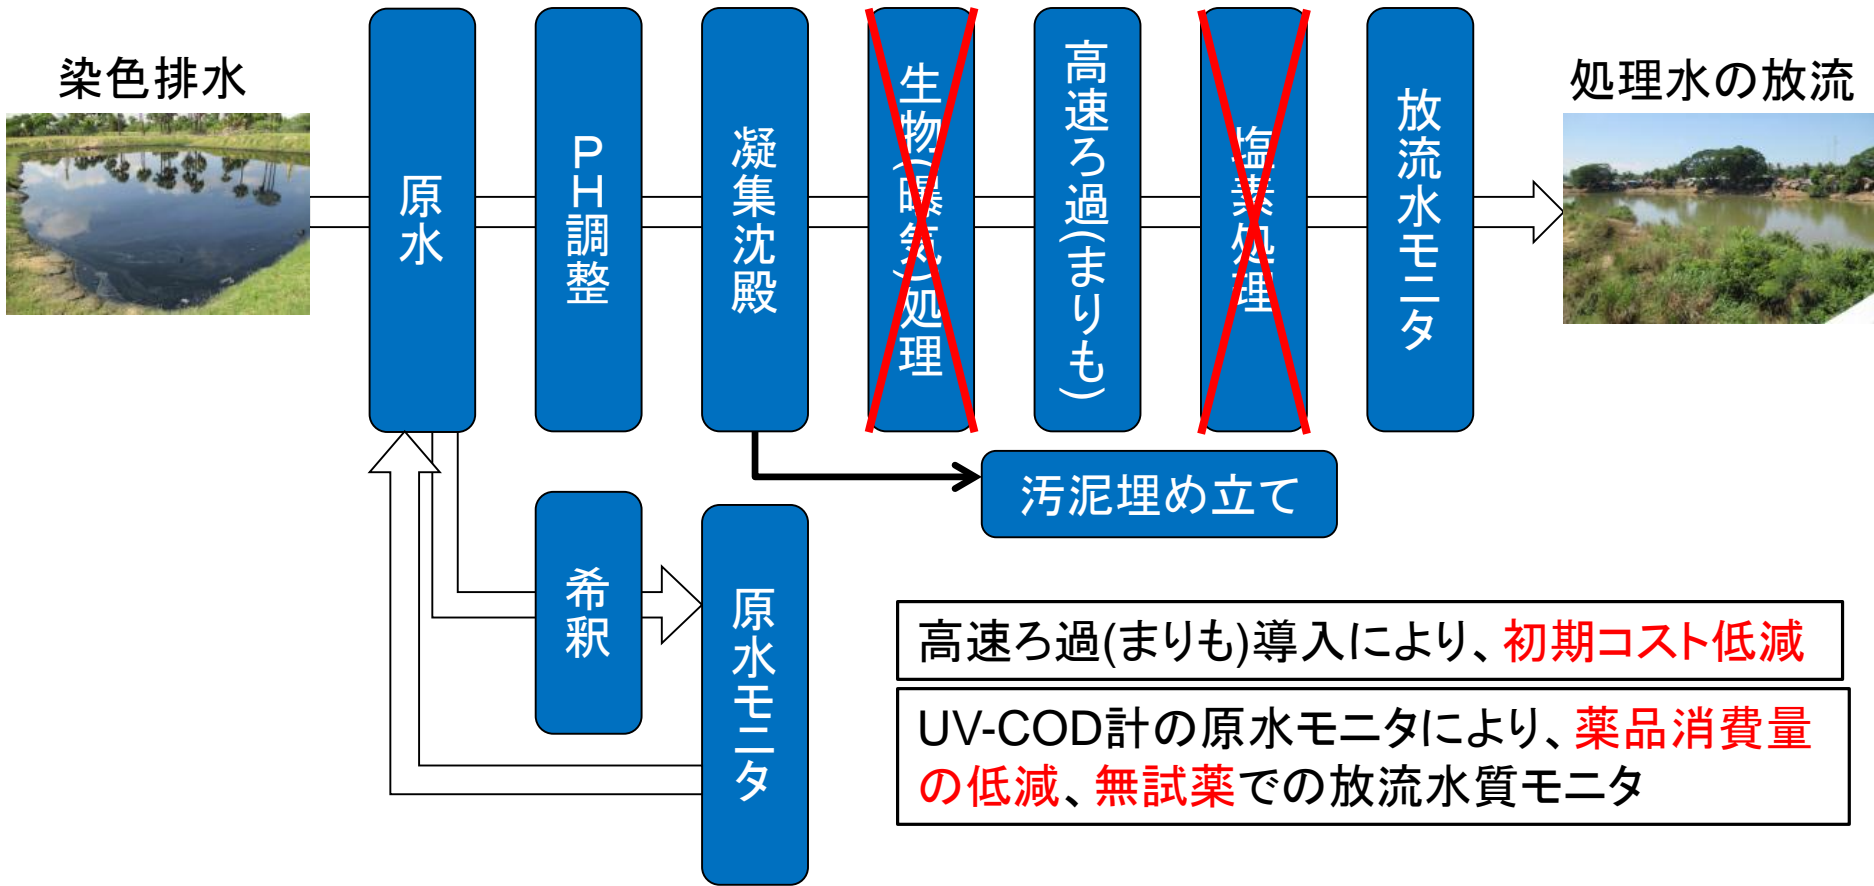 染色排水
原水
PH調整
凝集沈殿
生物(曝気)処理
高速ろ過(まりも)
塩素処理
放流水モニタ
処理水の放流
汚泥埋め立て
希釈
原水モニタ
高速ろ過(まりも)導入により、初期コスト低減
UV-COD計の原水モニタにより、薬品消費量
の低減、無試薬での放流水質モニタ